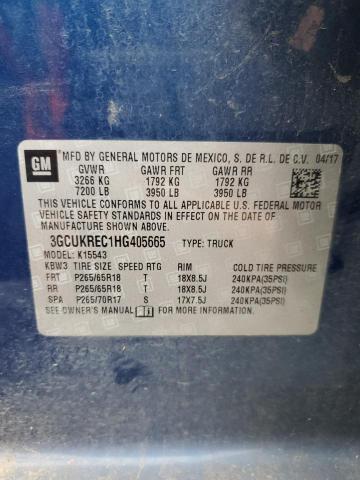 GM
MFD BY GENERAL MOTORS DE MEXICO, S. DE R.L. DE C.V. 04/17
GVWR GAWR FRT GAWR RR
3266 KG 1792 KG 1792 KG
7200 LB 3950 LB 3950 LB
THIS VEHICLE CONFORMS TO ALL APPLICABLE U.S. FEDERAL MOTOR
VEHICLE SAFETY AND THEFT PREVENTION STANDARDS IN EFFECT ON THE DATE OF
MANUFACTURE SHOWN ABOVE.
3GCUKREC1HG405665 TYPE: TRUCK
MODEL: K15543
KBW3 TIRE SIZE SPEED RTG RIM COLD TIRE PRESSURE
FRT P265/65R18 T 18X8.5J 240KPA(35PSI)
RR P265/65R18 T 18X8.5J 240KPA(35PSI)
SPA P265/70R17 S 17X7.5J 240KPA(35PSI)
SEE OWNER'S MANUAL FOR MORE INFORMATION.